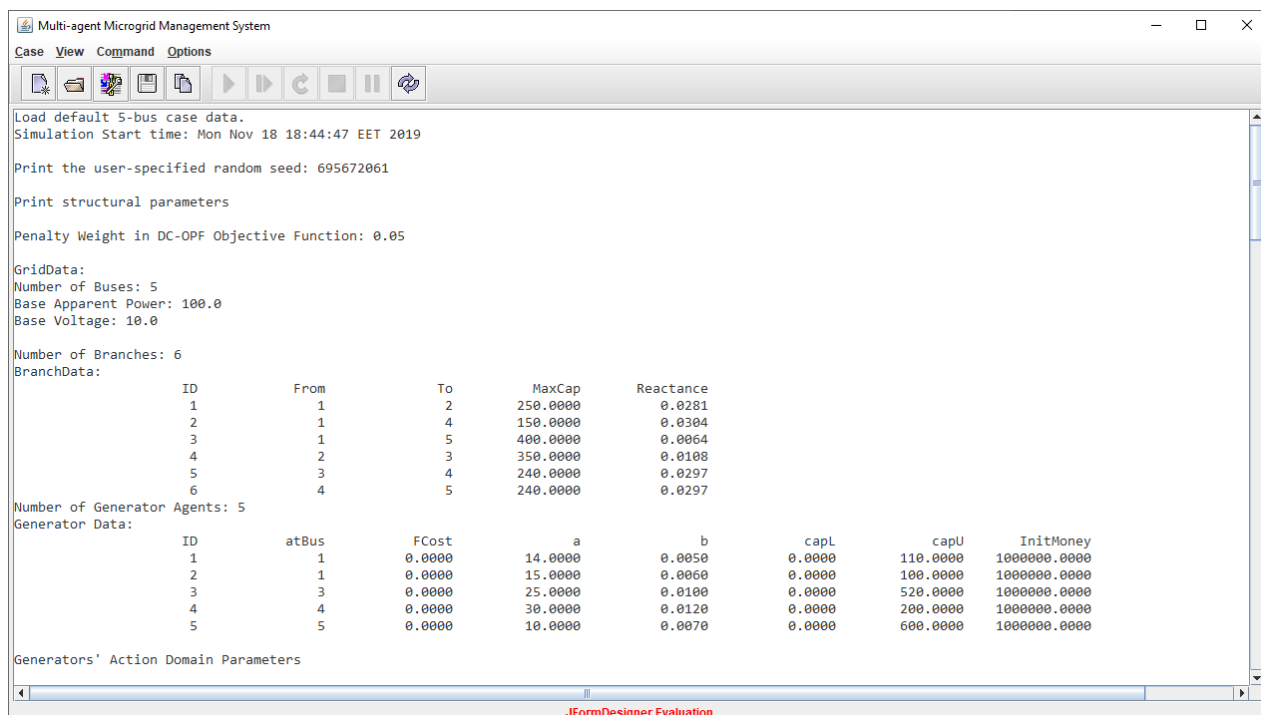 Multi-agent Microgrid Management System
Case View Command Options
Load default 5-bus case data.
Simulation Start time: Mon Nov 18 18:44:47 EET 2019
Print the user-specified random seed: 695672061
Print structural parameters
Penalty Weight in DC-OPF Objective Function: 0.05
GridData:
Number of Buses: 5
Base Apparent Power: 100.0
Base Voltage: 10.0
Number of Branches: 6
BranchData:
ID From To MaxCap Reactance
1 1 2 250.0000 0.0281
2 1 4 150.0000 0.0304
3 1 5 400.0000 0.0064
4 2 3 350.0000 0.0108
5 3 4 240.0000 0.0297
6 4 5 240.0000 0.0297
Number of Generator Agents: 5
Generator Data:
ID atBus FCost a b capL capU InitMoney
1 1 0.0000 14.0000 0.0050 0.0000 110.0000 1000000.0000
2 1 0.0000 15.0000 0.0060 0.0000 100.0000 1000000.0000
3 3 0.0000 25.0000 0.0100 0.0000 520.0000 1000000.0000
4 4 0.0000 30.0000 0.0120 0.0000 200.0000 1000000.0000
5 5 0.0000 10.0000 0.0070 0.0000 600.0000 1000000.0000
Generators' Action Domain Parameters
JFormDesigner Evaluation